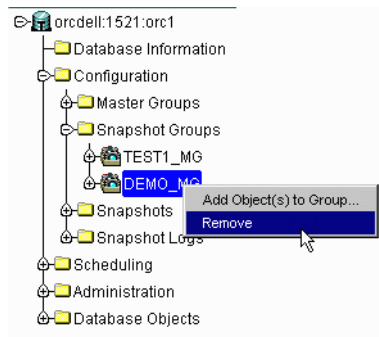 orcdell:1521:orc1
Database Information
Configuration
Master Groups
Snapshot Groups
TEST1_MG
DEMO_MG
Add Object(s) to Group...
Snapshots
Remove
Snapshot Logs
Scheduling
Administration
Database Objects